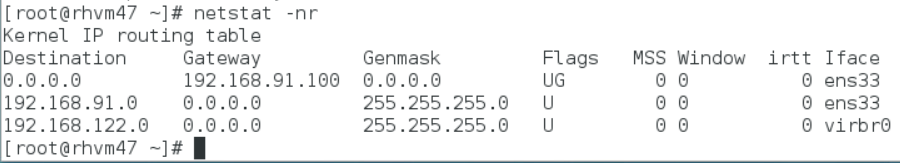 [root@rhvm47 ~]# netstat -nr
Kernel IP routing table
Destination     Gateway         Genmask         Flags   MSS Window  irtt Iface
0.0.0.0         192.168.91.100  0.0.0.0         UG        0 0          0 ens33
192.168.91.0    0.0.0.0         255.255.255.0   U         0 0          0 ens33
192.168.122.0   0.0.0.0         255.255.255.0   U         0 0          0 virbr0
[root@rhvm47 ~]#